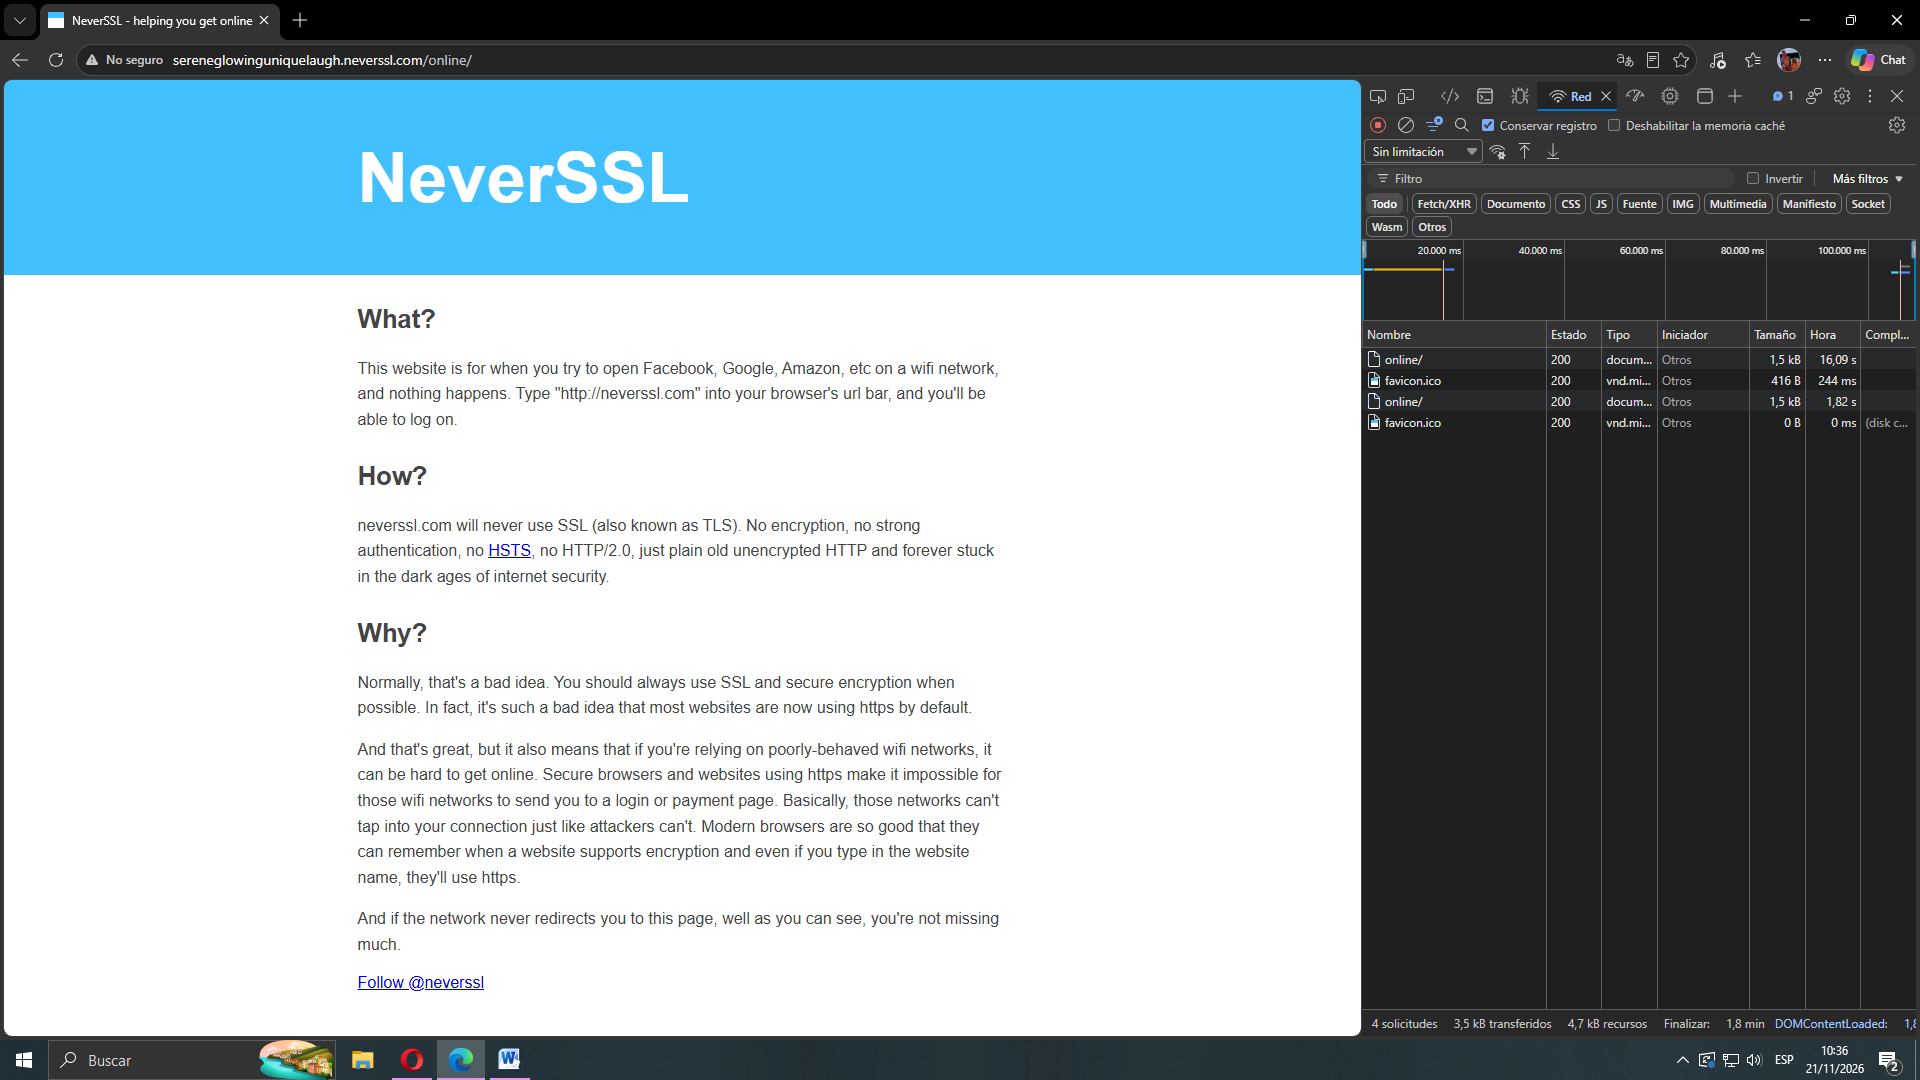 NeverSSL - helping you get online
No seguro
sereneglowinguniquelaugh.neverssl.com/online/
Chat
NeverSSL
What?
This website is for when you try to open Facebook, Google, Amazon, etc on a wifi network,
and nothing happens. Type "http://neverssl.com" into your browser's url bar, and you'll be
able to log on.
How?
neverssl.com will never use SSL (also known as TLS). No encryption, no strong
authentication, no HSTS, no HTTP/2.0, just plain old unencrypted HTTP and forever stuck
in the dark ages of internet security.
Why?
Normally, that's a bad idea. You should always use SSL and secure encryption when
possible. In fact, it's such a bad idea that most websites are now using https by default.
And that's great, but it also means that if you're relying on poorly-behaved wifi networks, it
can be hard to get online. Secure browsers and websites using https make it impossible for
those wifi networks to send you to a login or payment page. Basically, those networks can't
tap into your connection just like attackers can't. Modern browsers are so good that they
can remember when a website supports encryption and even if you type in the website
name, they'll use https.
And if the network never redirects you to this page, well as you can see, you're not missing
much.
Follow @neverssl
Red
1
Conservar registro
Deshabilitar la memoria caché
Sin limitación
Filtro
Invertir
Más filtros
Todo Fetch/XHR Documento CSS JS Fuente IMG Multimedia Manifiesto Socket
Wasm Otros
20.000 ms 40.000 ms 60.000 ms 80.000 ms 100.000 ms
Nombre Estado Tipo Iniciador Tamaño Hora Compl...
online/ 200 docum... Otros 1,5 kB 16,09 s
favicon.ico 200 vnd.mi... Otros 416 B 244 ms
online/ 200 docum... Otros 1,5 kB 1,82 s
favicon.ico 200 vnd.mi... Otros 0 B 0 ms (disk c...
4 solicitudes 3,5 kB transferidos 4,7 kB recursos Finalizar: 1,8 min DOMContentLoaded: 1,8
Buscar
ESP
10:36
21/11/2026
2